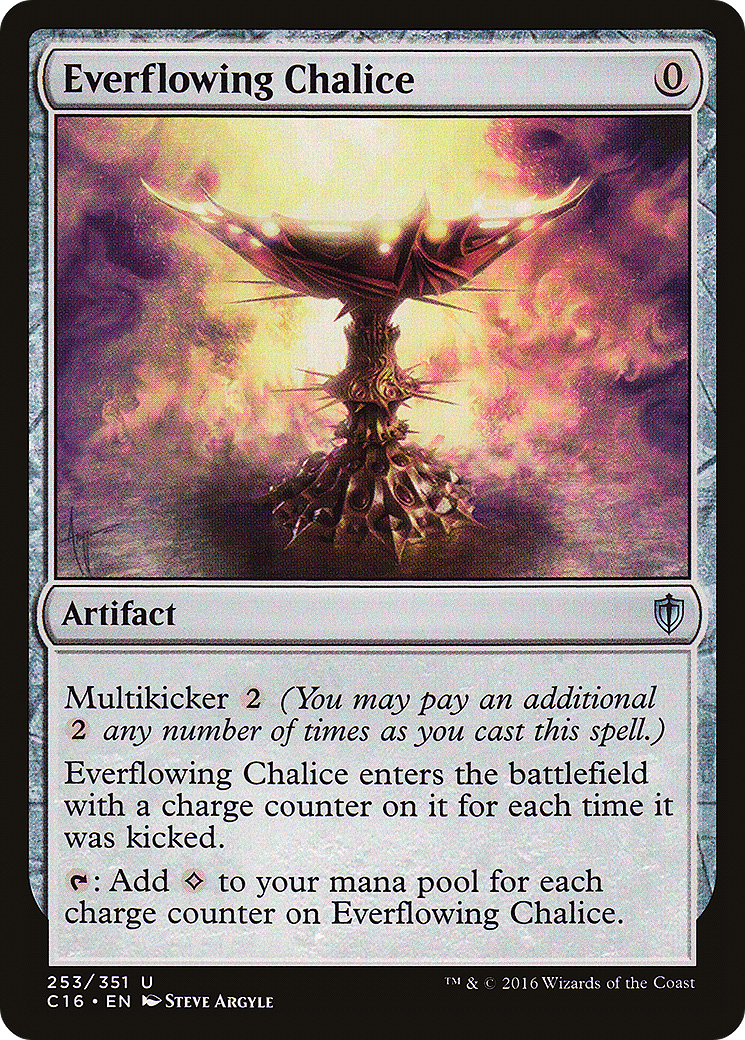 Everflowing Chalice 0
Artifact
Multikicker 2 (You may pay an additional
2 any number of times as you cast this spell.)
Everflowing Chalice enters the battlefield
with a charge counter on it for each time it
was kicked.
: Add to your mana pool for each
charge counter on Everflowing Chalice.
253/351 U
™ & © 2016 Wizards of the Coast
C16 • EN Steve Argyle